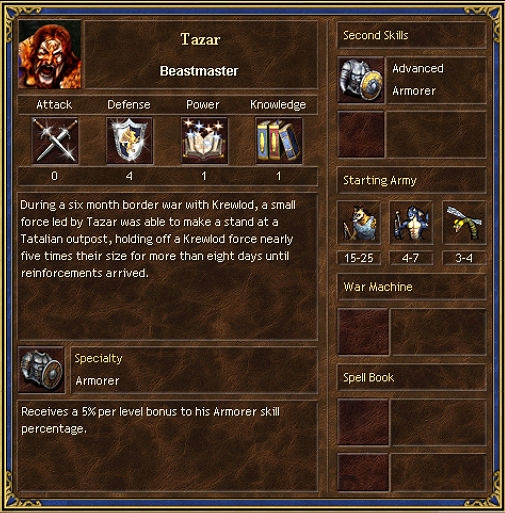 Tazar
Beastmaster
Attack Defense Power Knowledge
0 4 1 1
During a six month border war with Krewlod, a small
force led by Tazar was able to make a stand at a
Tatalian outpost, holding off a Krewlod force nearly
five times their size for more than eight days until
reinforcements arrived.
Specialty
Armorer
Receives a 5% per level bonus to his Armorer skill
percentage.
Second Skills
Advanced
Armorer
Starting Army
15-25 4-7 3-4
War Machine
Spell Book